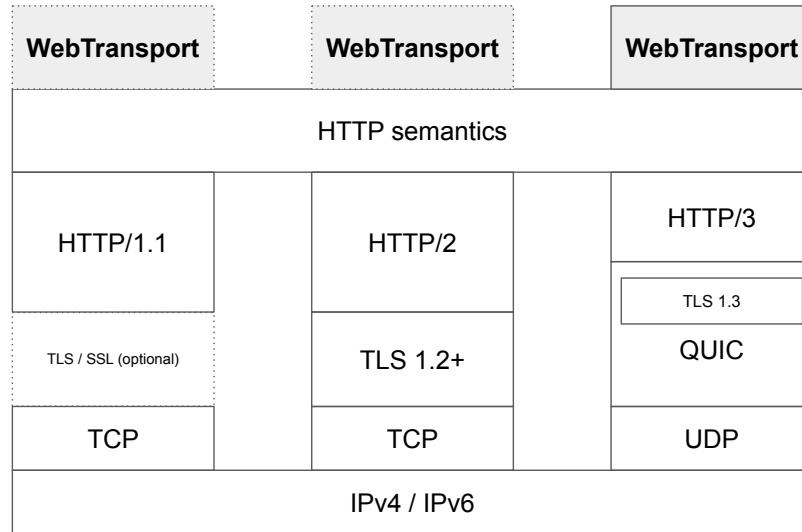 WebTransport WebTransport WebTransport
HTTP semantics
HTTP/1.1 HTTP/2 HTTP/3
TLS 1.3
TLS / SSL (optional) TLS 1.2+ QUIC
TCP TCP UDP
IPv4 / IPv6